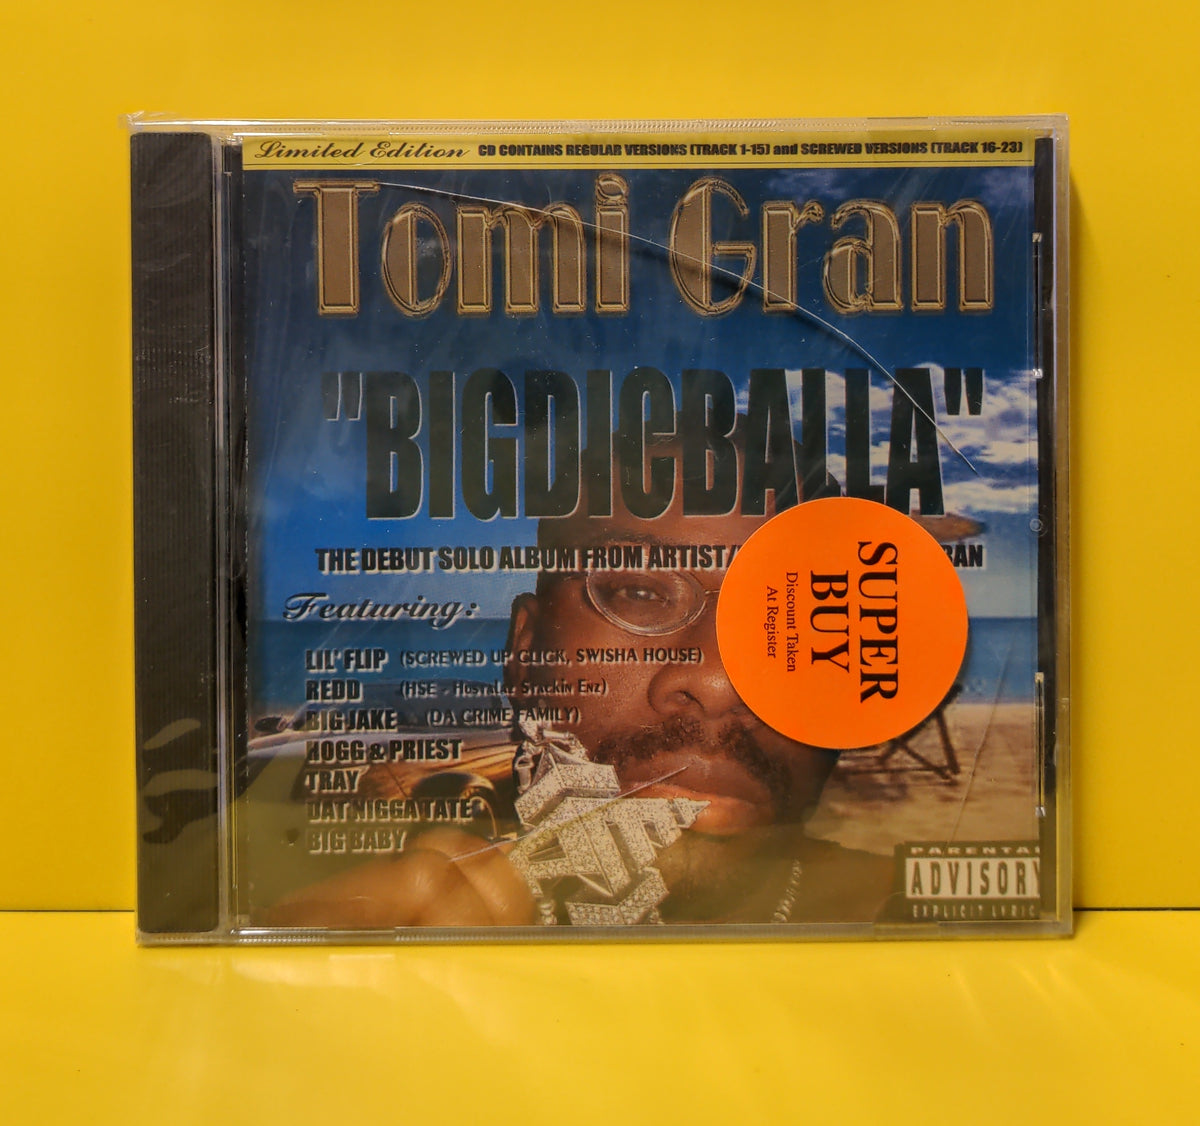 Limited Edition CD CONTAINS REGULAR VERSIONS (TRACK 1-15) and SCREWED VERSIONS (TRACK 16-23)
Tomi Gran
"BIGDICBALLA"
THE DEBUT SOLO ALBUM FROM ARTIST/
SUPER
BUY
Discount Taken
At Register
Featuring:
LIL' FLIP (SCREWED UP CLICK, SWISHA HOUSE)
REDD (HSE - Hustalaz Stackin Enz)
BIG JAKE (DA CRIME FAMILY)
HOGG & PRIEST
TRAY
DAT NIGGA TATE
BIG BABY
PARENTAL
ADVISORY
EXPLICIT LYRIC